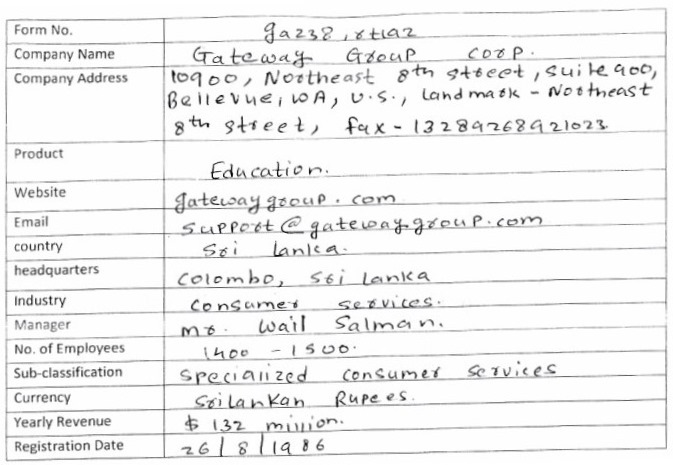 Form No. ga238, rt1a2
Company Name Gateway Group corp.
Company Address 10900, Northeast 8th street, suite 900,
Bellevue, WA, U.S., Landmark - Northeast
8th street, fax - 13289268921023
Product Education.
Website gatewaygroup.com
Email support@gatewaygroup.com
country Sri lanka.
headquarters Colombo, Sri Lanka
Industry Consumer services.
Manager Mr. Wail Salman.
No. of Employees 1400 - 1500.
Sub-classification specialized consumer services
Currency Srilankan Rupees.
Yearly Revenue $ 132 million.
Registration Date 26/8/1986